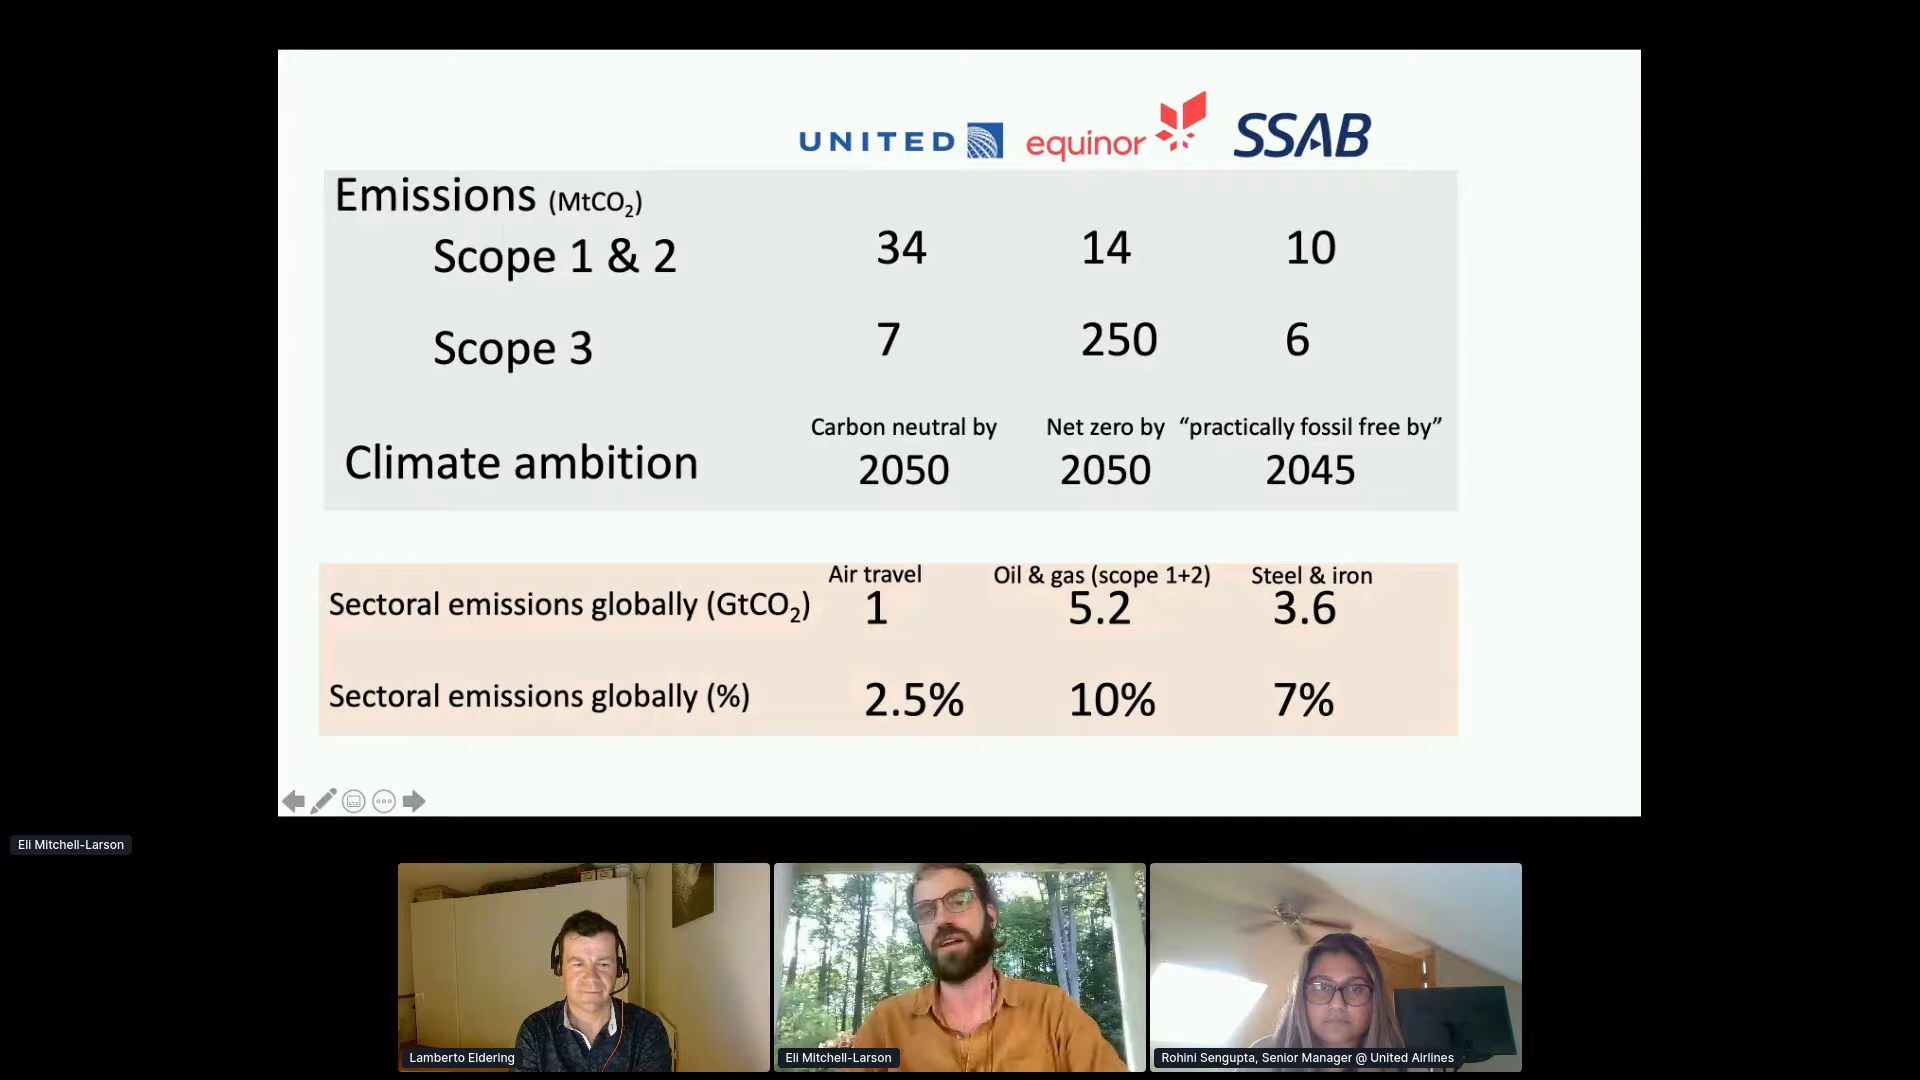 UNITED equinor SSAB
Emissions (MtCO₂)
Scope 1 & 2 34 14 10
Scope 3 7 250 6
Carbon neutral by Net zero by “practically fossil free by”
Climate ambition 2050 2050 2045
Air travel Oil & gas (scope 1+2) Steel & iron
Sectoral emissions globally (GtCO₂) 1 5.2 3.6
Sectoral emissions globally (%) 2.5% 10% 7%
Eli Mitchell-Larson
Lamberto Eldering
Eli Mitchell-Larson
Rohini Sengupta, Senior Manager @ United Airlines